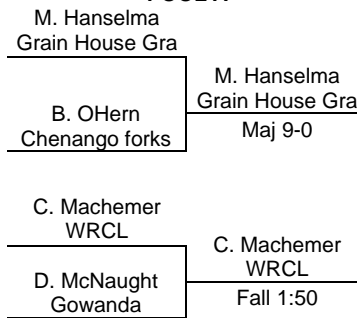 M. Hanselma
Grain House Gra
M. Hanselma
Grain House Gra
B. OHern
Chenango forks
Maj 9-0
C. Machemer
WRCL
C. Machemer
WRCL
D. McNaught
Gowanda
Fall 1:50